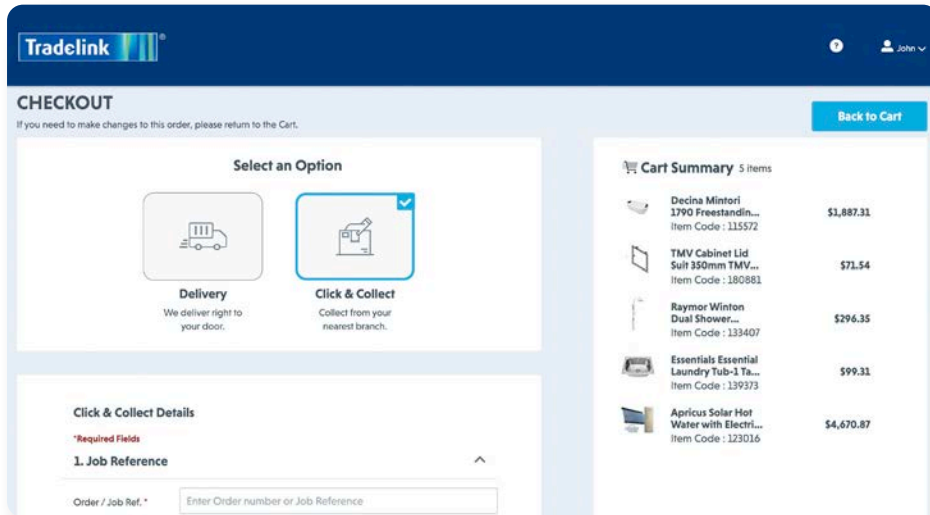 Tradelink®
?
John
CHECKOUT
If you need to make changes to this order, please return to the Cart.
Back to Cart
Select an Option
Delivery
We deliver right to
your door.
Click & Collect
Collect from your
nearest branch.
Click & Collect Details
*Required Fields
1. Job Reference
Order / Job Ref. *
Enter Order number or Job Reference
Cart Summary 5 items
Decina Mintori
1790 Freestandin...
Item Code : 115572
$1,887.31
TMV Cabinet Lid
Suit 350mm TMV...
Item Code : 180881
$71.54
Raymor Winton
Dual Shower...
Item Code : 133407
$296.35
Essentials Essential
Laundry Tub-1 Ta...
Item Code : 139373
$99.31
Apricus Solar Hot
Water with Electri...
Item Code : 123016
$4,670.87